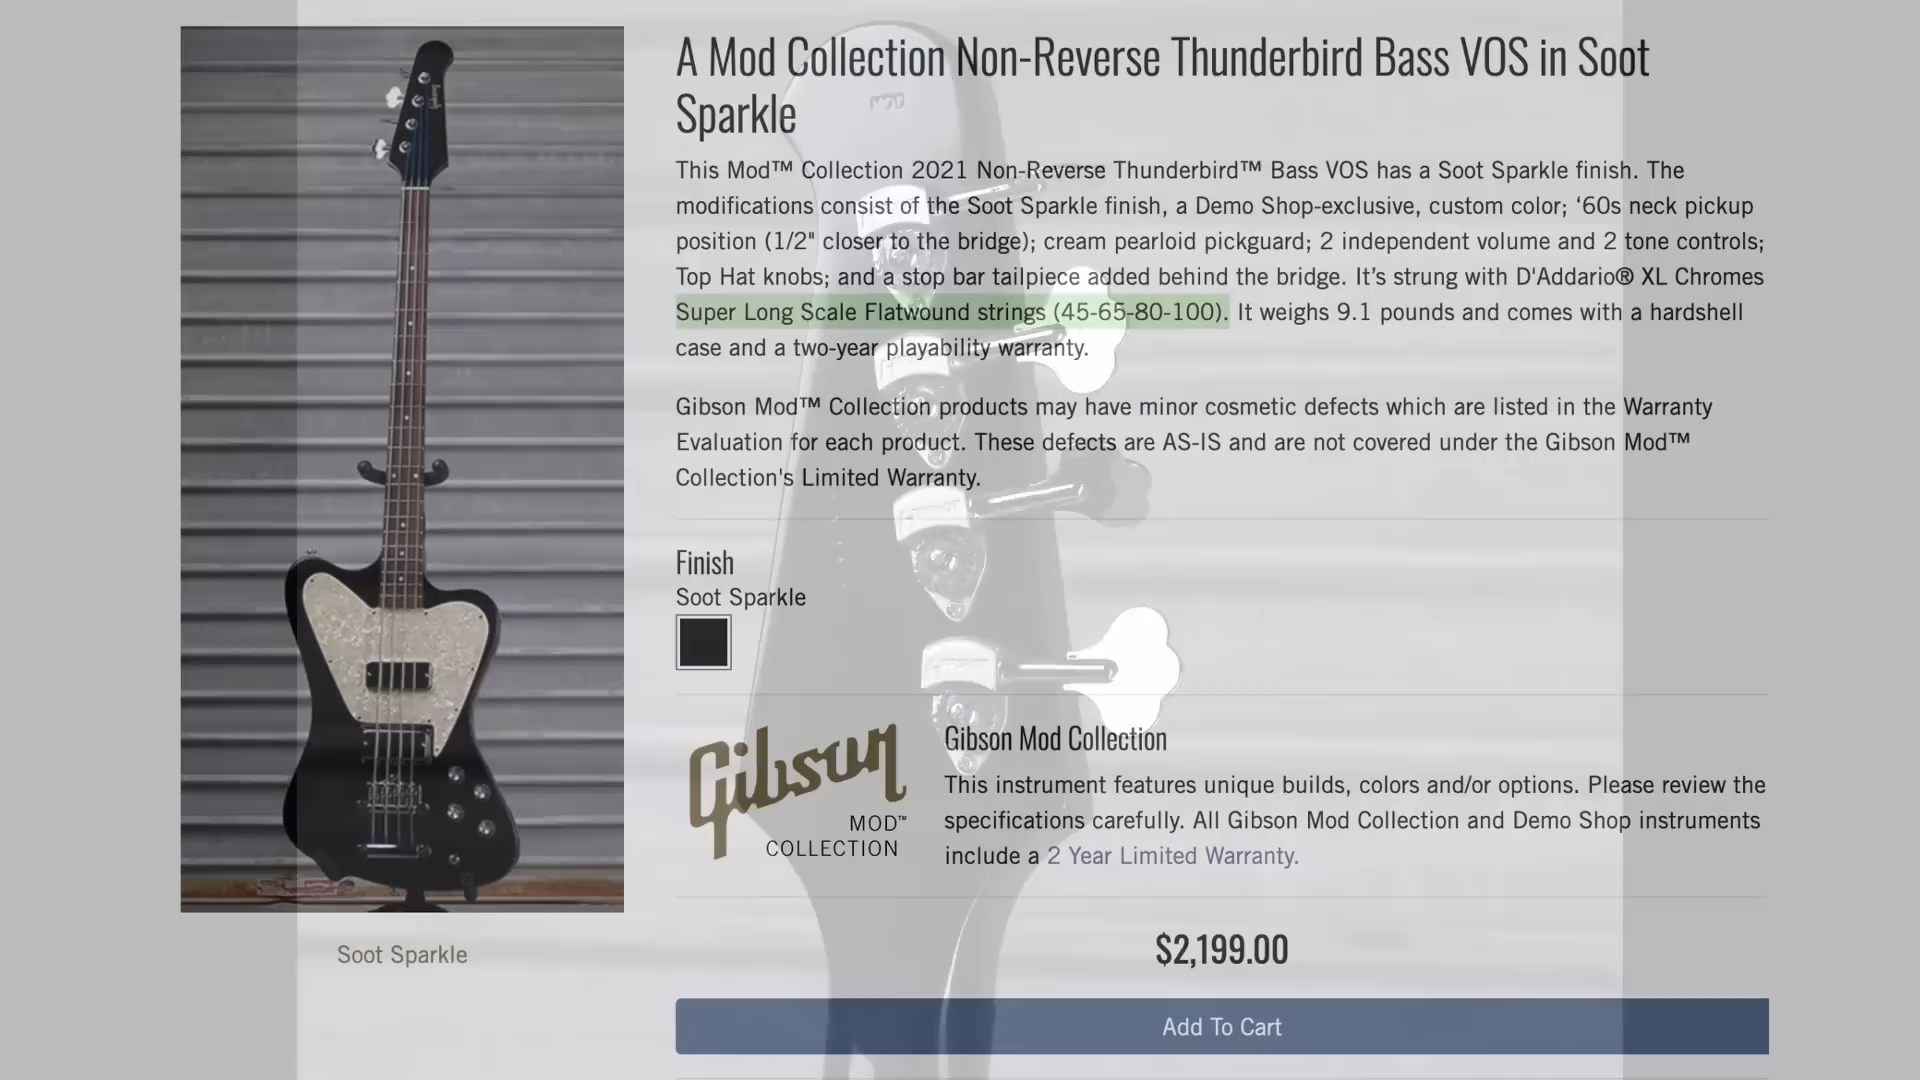 A Mod Collection Non-Reverse Thunderbird Bass VOS in Soot
Sparkle
This Mod™ Collection 2021 Non-Reverse Thunderbird™ Bass VOS has a Soot Sparkle finish. The
modifications consist of the Soot Sparkle finish, a Demo Shop-exclusive, custom color; ‘60s neck pickup
position (1/2" closer to the bridge); cream pearloid pickguard; 2 independent volume and 2 tone controls;
Top Hat knobs; and a stop bar tailpiece added behind the bridge. It’s strung with D'Addario® XL Chromes
Super Long Scale Flatwound strings (45-65-80-100). It weighs 9.1 pounds and comes with a hardshell
case and a two-year playability warranty.
Gibson Mod™ Collection products may have minor cosmetic defects which are listed in the Warranty
Evaluation for each product. These defects are AS-IS and are not covered under the Gibson Mod™
Collection's Limited Warranty.
Finish
Soot Sparkle
Gibson
MOD™
COLLECTION
Gibson Mod Collection
This instrument features unique builds, colors and/or options. Please review the
specifications carefully. All Gibson Mod Collection and Demo Shop instruments
include a 2 Year Limited Warranty.
Soot Sparkle
$2,199.00
Add To Cart
MOD
Gibson